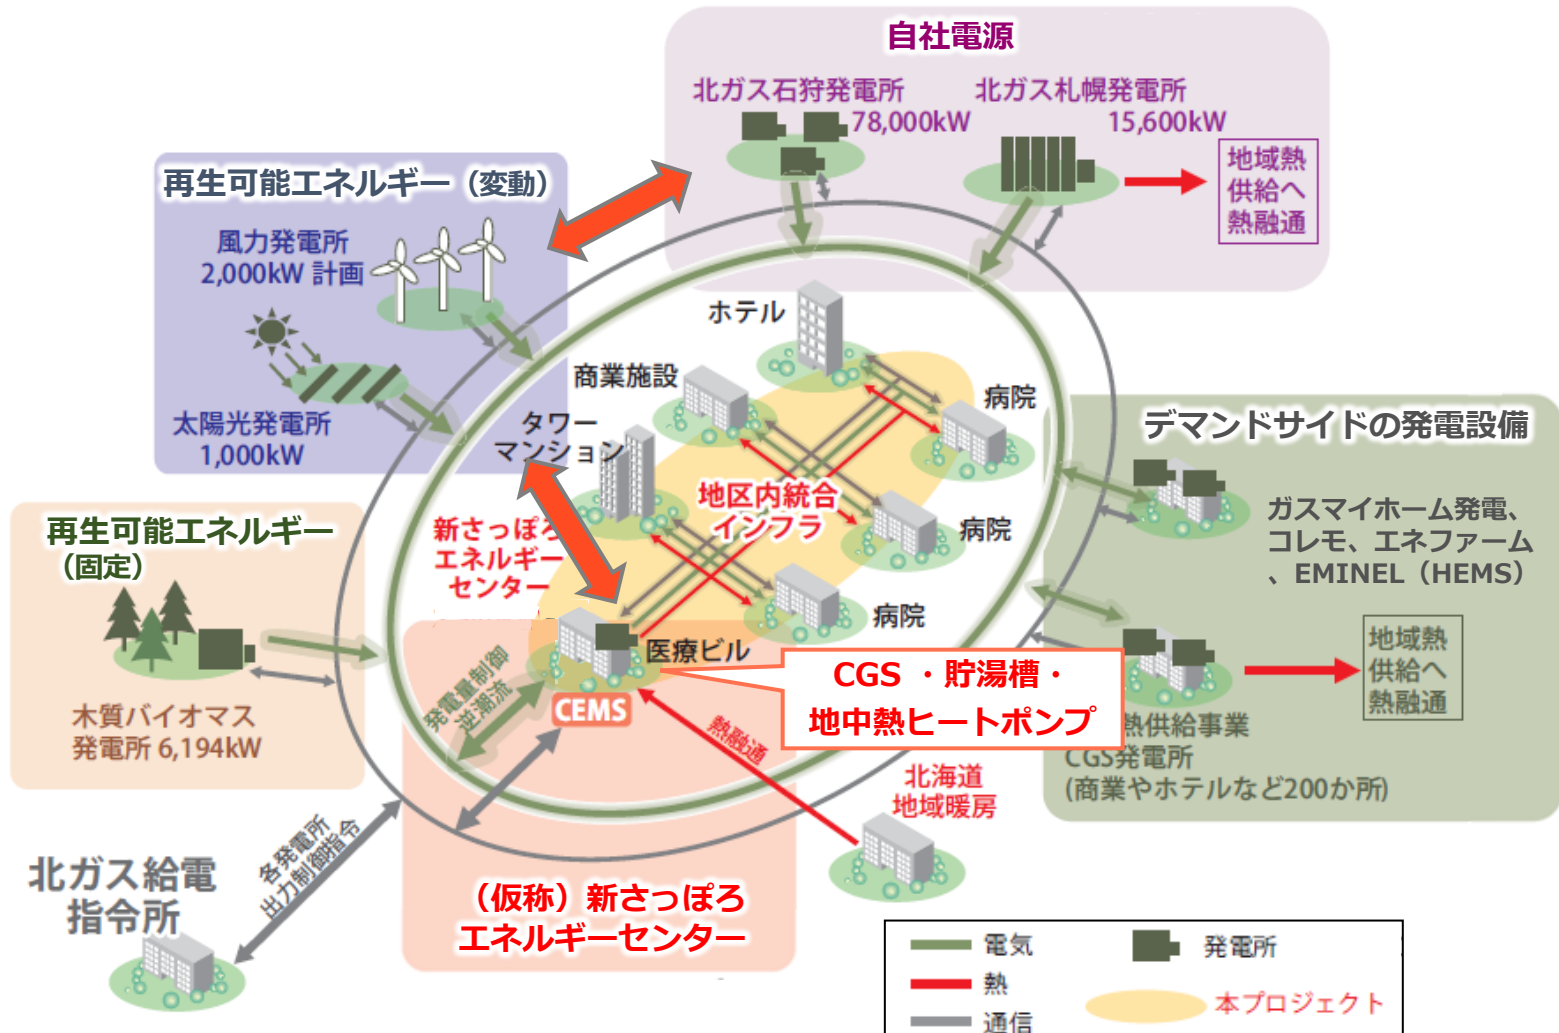 自社電源
北ガス石狩発電所
78,000kW
北ガス札幌発電所
15,600kW
地域熱
供給へ
熱融通
再生可能エネルギー（変動）
風力発電所
2,000kW 計画
太陽光発電所
1,000kW
ホテル
商業施設
タワー
マンション
病院
病院
病院
地区内統合
インフラ
新さっぽろ
エネルギー
センター
医療ビル
CEMS
発電量制御
逆潮流
熱融通
CGS ・貯湯槽・
地中熱ヒートポンプ
デマンドサイドの発電設備
ガスマイホーム発電、
コレモ、エネファーム
、EMINEL（HEMS）
地域熱
供給へ
熱融通
熱供給事業
CGS発電所
(商業やホテルなど200か所)
再生可能エネルギー
（固定）
木質バイオマス
発電所 6,194kW
北海道
地域暖房
各発電所
出力制御指令
北ガス給電
指令所
（仮称）新さっぽろ
エネルギーセンター
電気
発電所
熱
本プロジェクト
通信